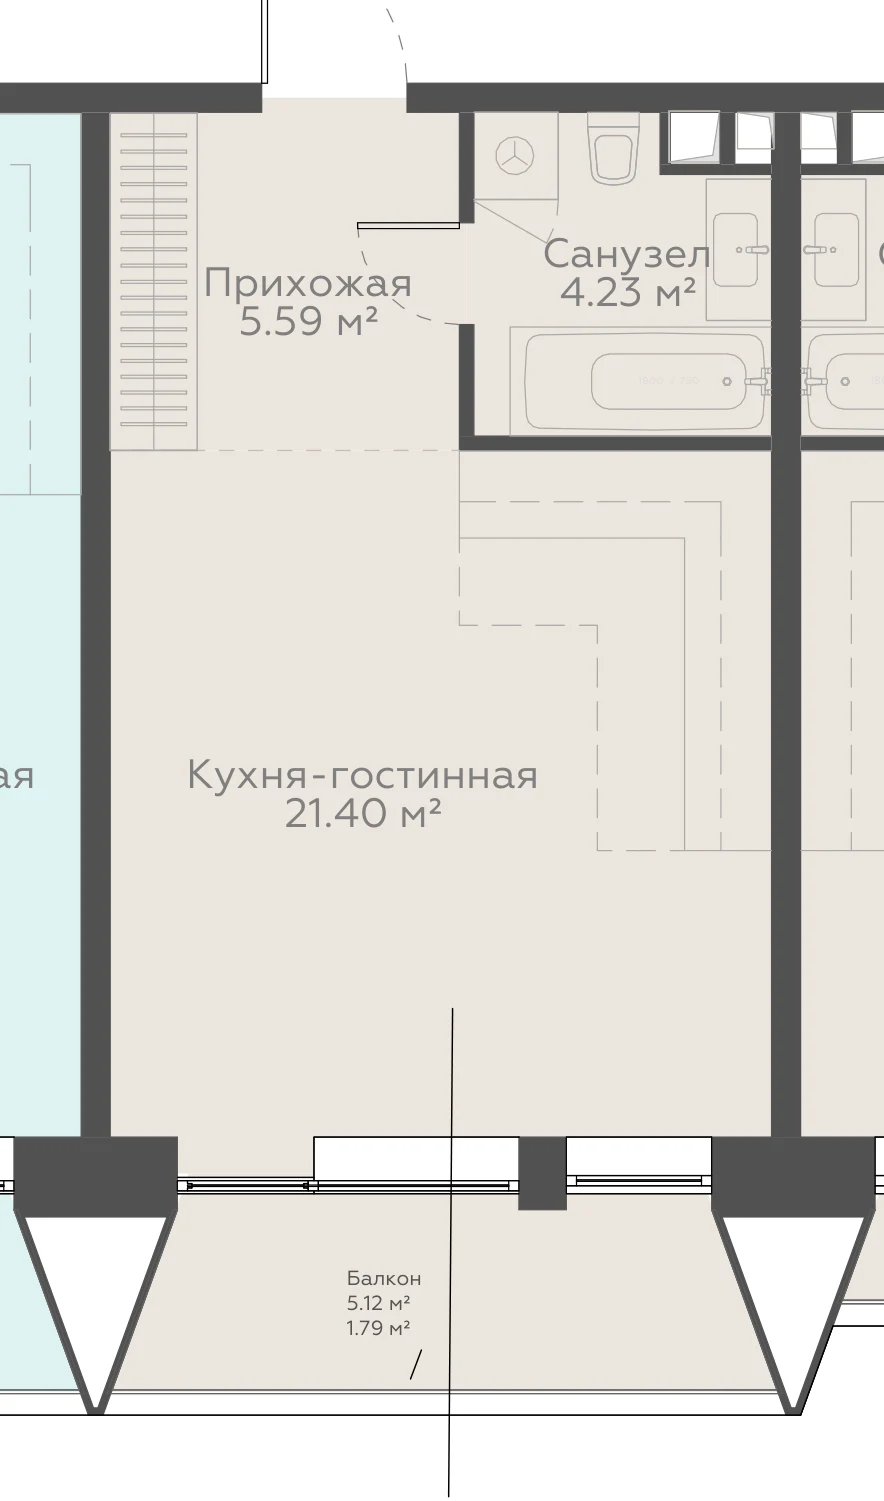 Прихожая
5.59 м²
Санузел
4.23 м²
ая
Кухня-гостинная
21.40 м²
Балкон
5.12 м²
1.79 м²